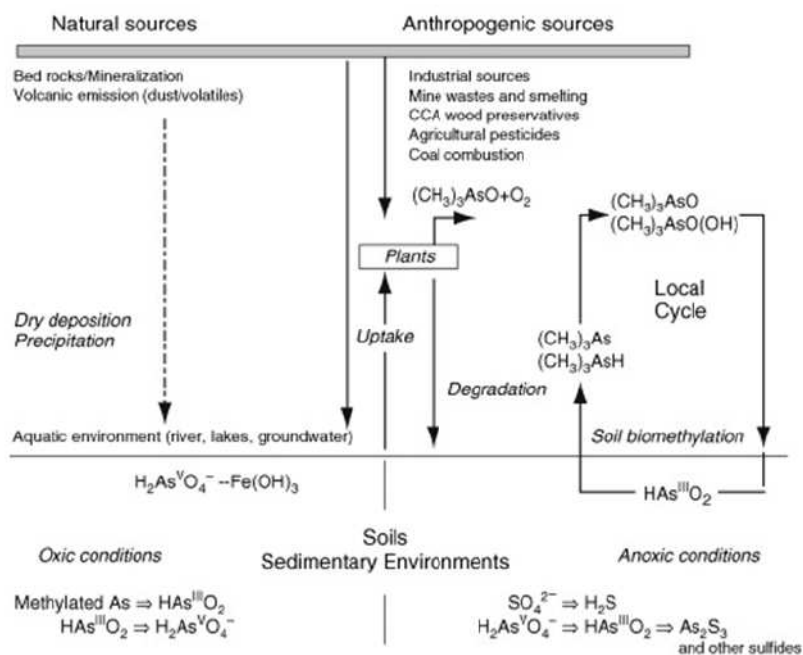 Natural sources
Anthropogenic sources
Bed rocks/Mineralization
Volcanic emission (dust/volatiles)
Industrial sources
Mine wastes and smelting
CCA wood preservatives
Agricultural pesticides
Coal combustion
(CH₃)₃AsO+O₂
(CH₃)₃AsO
(CH₃)₃AsO(OH)
Plants
Local
Cycle
Dry deposition
Precipitation
Uptake
(CH₃)₃As
(CH₃)₃AsH
Degradation
Aquatic environment (river, lakes, groundwater)
Soil biomethylation
H₂AsⱽO₄⁻ --Fe(OH)₃
HAsᴵᴵᴵO₂
Soils
Sedimentary Environments
Oxic conditions
Anoxic conditions
Methylated As ⇒ HAsᴵᴵᴵO₂
HAsᴵᴵᴵO₂ ⇒ H₂AsⱽO₄⁻
SO₄²⁻ ⇒ H₂S
H₂AsⱽO₄⁻ ⇒ HAsᴵᴵᴵO₂ ⇒ As₂S₃
and other sulfides